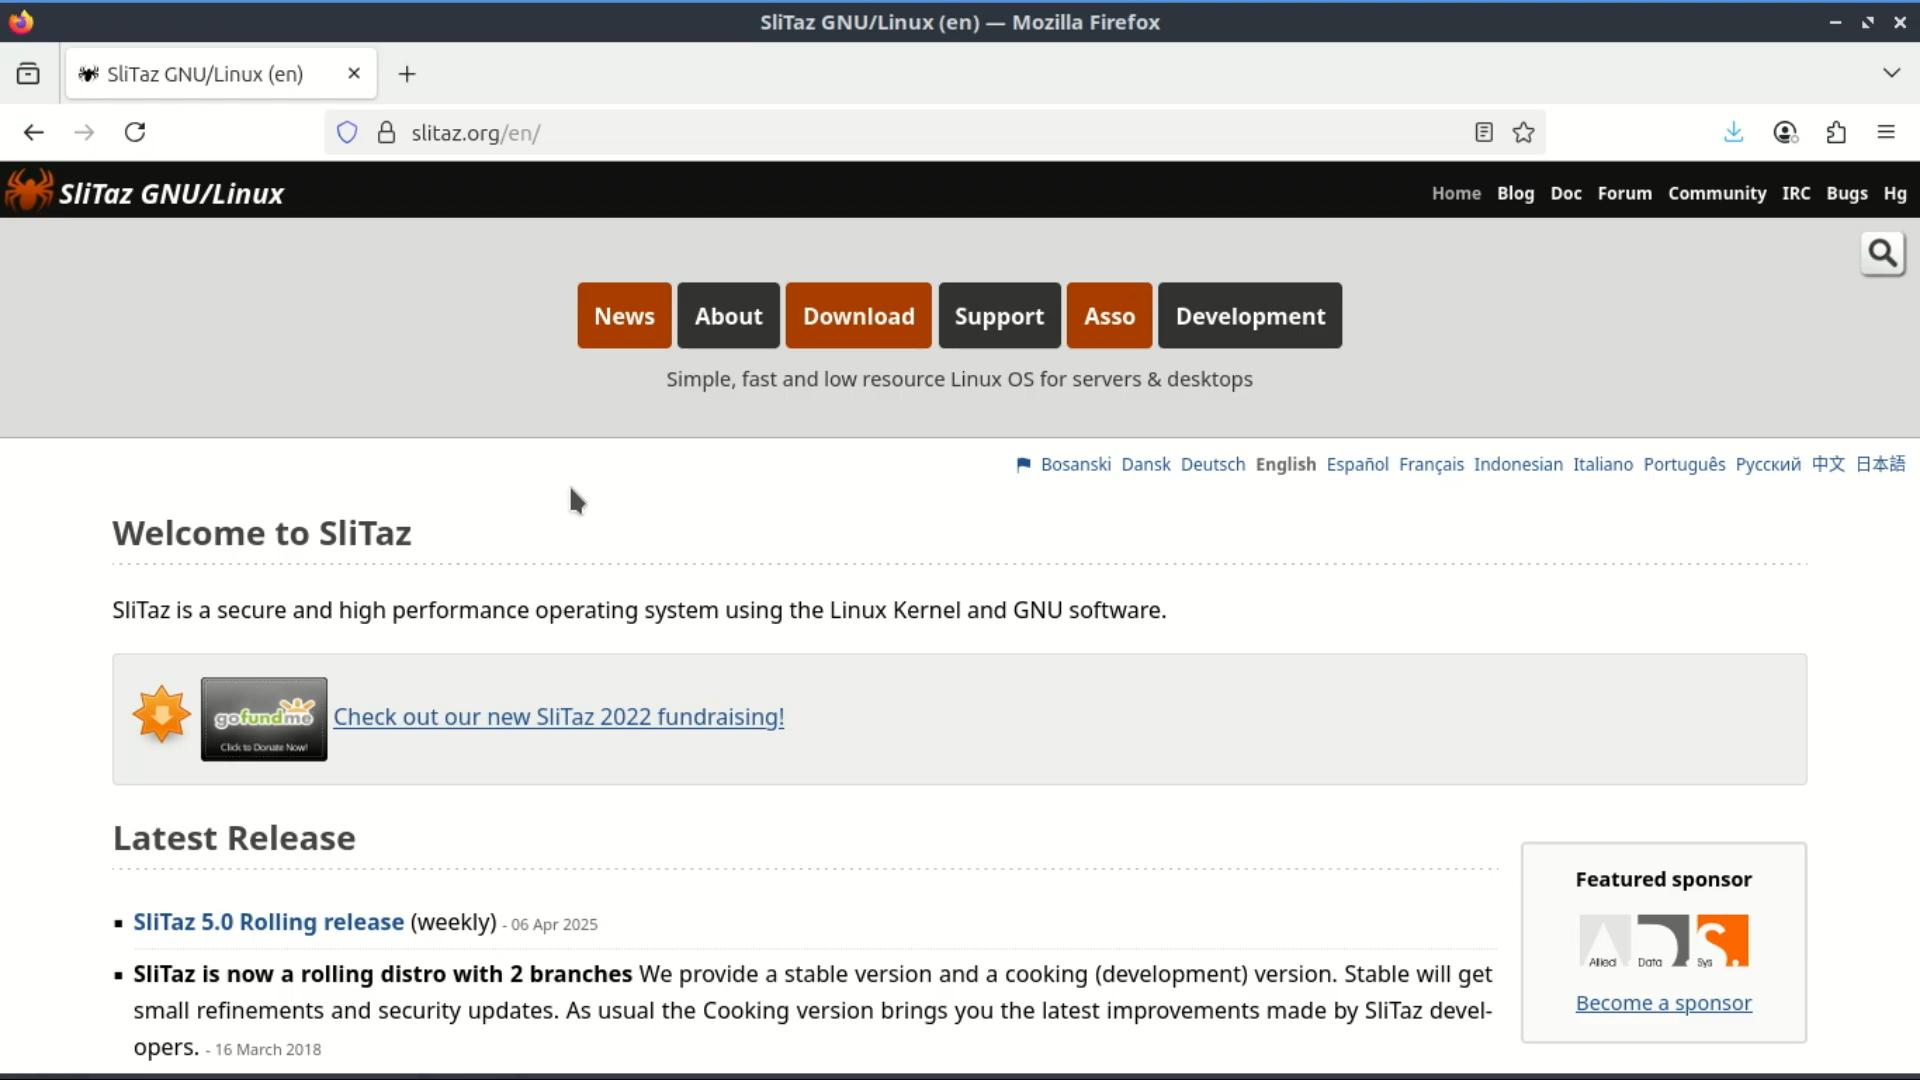 SliTaz GNU/Linux (en) — Mozilla Firefox
SliTaz GNU/Linux (en)
slitaz.org/en/
SliTaz GNU/Linux
Home Blog Doc Forum Community IRC Bugs Hg
News About Download Support Asso Development
Simple, fast and low resource Linux OS for servers & desktops
Bosanski Dansk Deutsch English Español Français Indonesian Italiano Português Русский 中文 日本語
Welcome to SliTaz
SliTaz is a secure and high performance operating system using the Linux Kernel and GNU software.
gofundme
Click to Donate Now!
Check out our new SliTaz 2022 fundraising!
Latest Release
SliTaz 5.0 Rolling release (weekly) - 06 Apr 2025
SliTaz is now a rolling distro with 2 branches We provide a stable version and a cooking (development) version. Stable will get
small refinements and security updates. As usual the Cooking version brings you the latest improvements made by SliTaz devel-
opers. - 16 March 2018
Featured sponsor
A D S.
Allied Data Sys
Become a sponsor